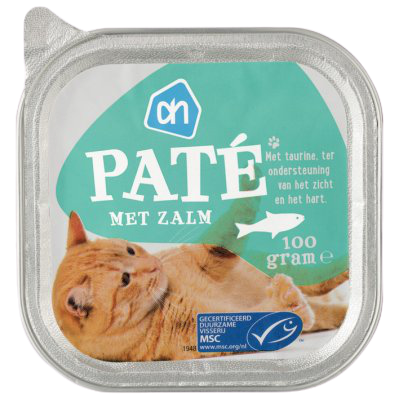 ah
PATÉ
MET ZALM
Met taurine, ter
ondersteuning
van het zicht
en het hart.
100
gram e
GECERTIFICEERD
DUURZAME
VISSERIJ
MSC
www.msc.org/nl
1948